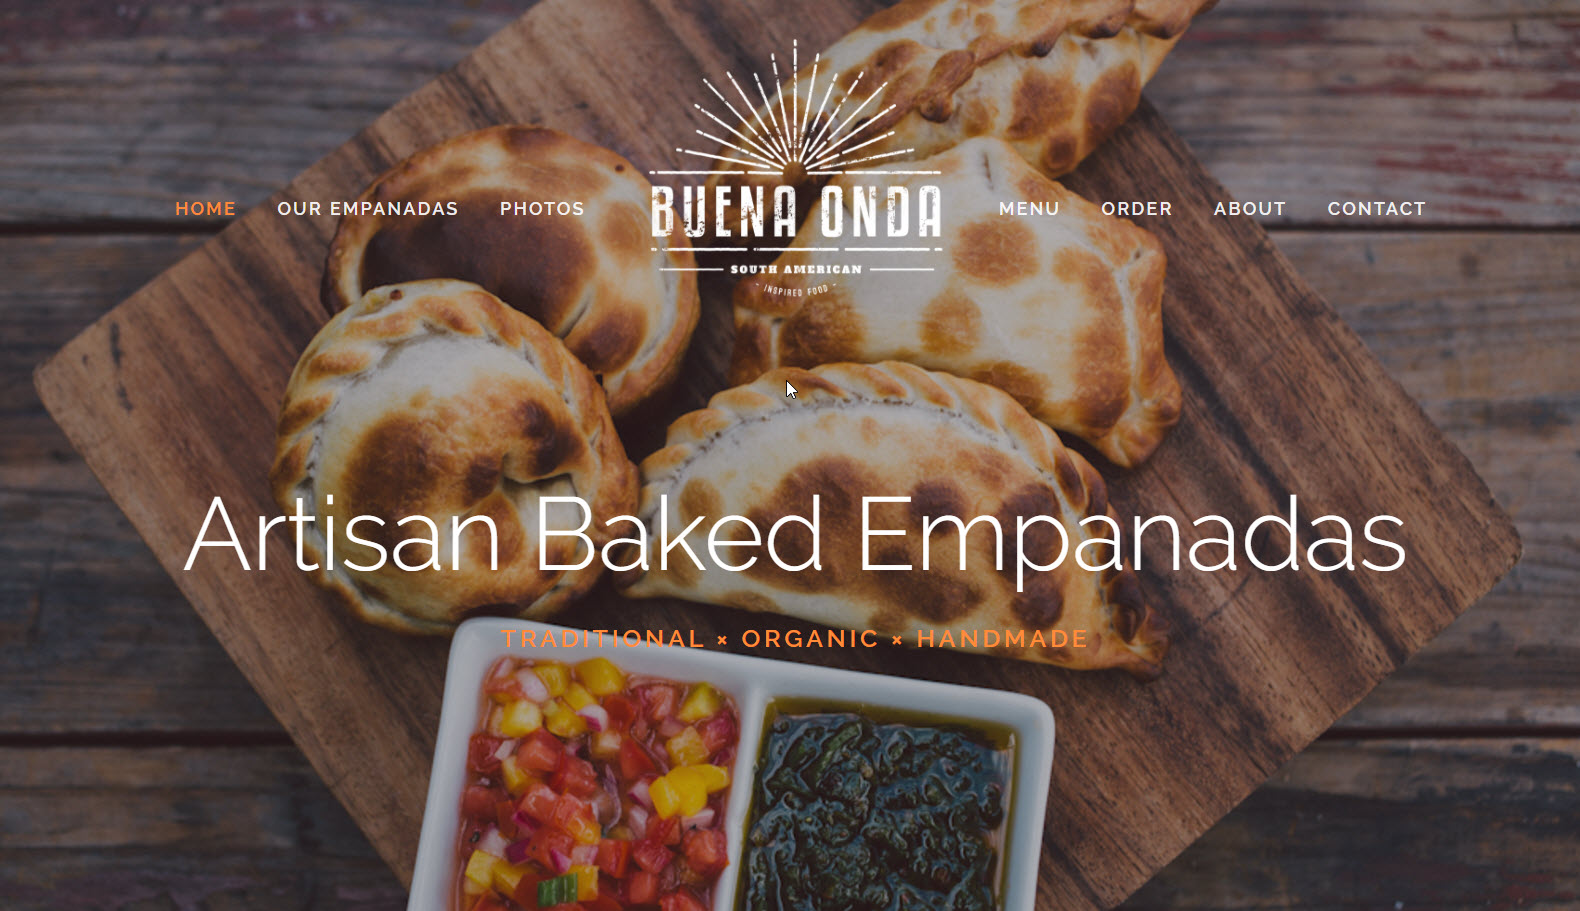 HOME OUR EMPANADAS PHOTOS
BUENA ONDA
SOUTH AMERICAN
- INSPIRED FOOD -
MENU ORDER ABOUT CONTACT
Artisan Baked Empanadas
TRADITIONAL × ORGANIC × HANDMADE